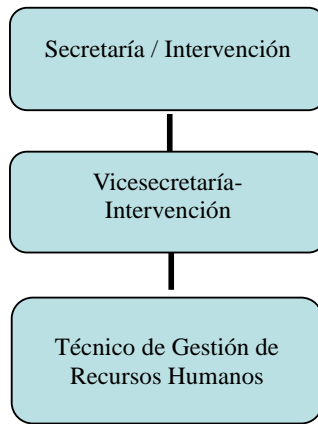 Secretaría / Intervención
Vicesecretaría-
Intervención
Técnico de Gestión de
Recursos Humanos